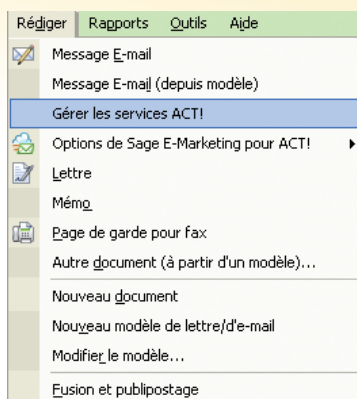 Rédiger Rapports Outils Aide
Message E-mail
Message E-mail (depuis modèle)
Gérer les services ACT!
Options de Sage E-Marketing pour ACT!
Lettre
Mémo
Page de garde pour fax
Autre document (à partir d'un modèle)...
Nouveau document
Nouveau modèle de lettre/d'e-mail
Modifier le modèle...
Fusion et publipostage